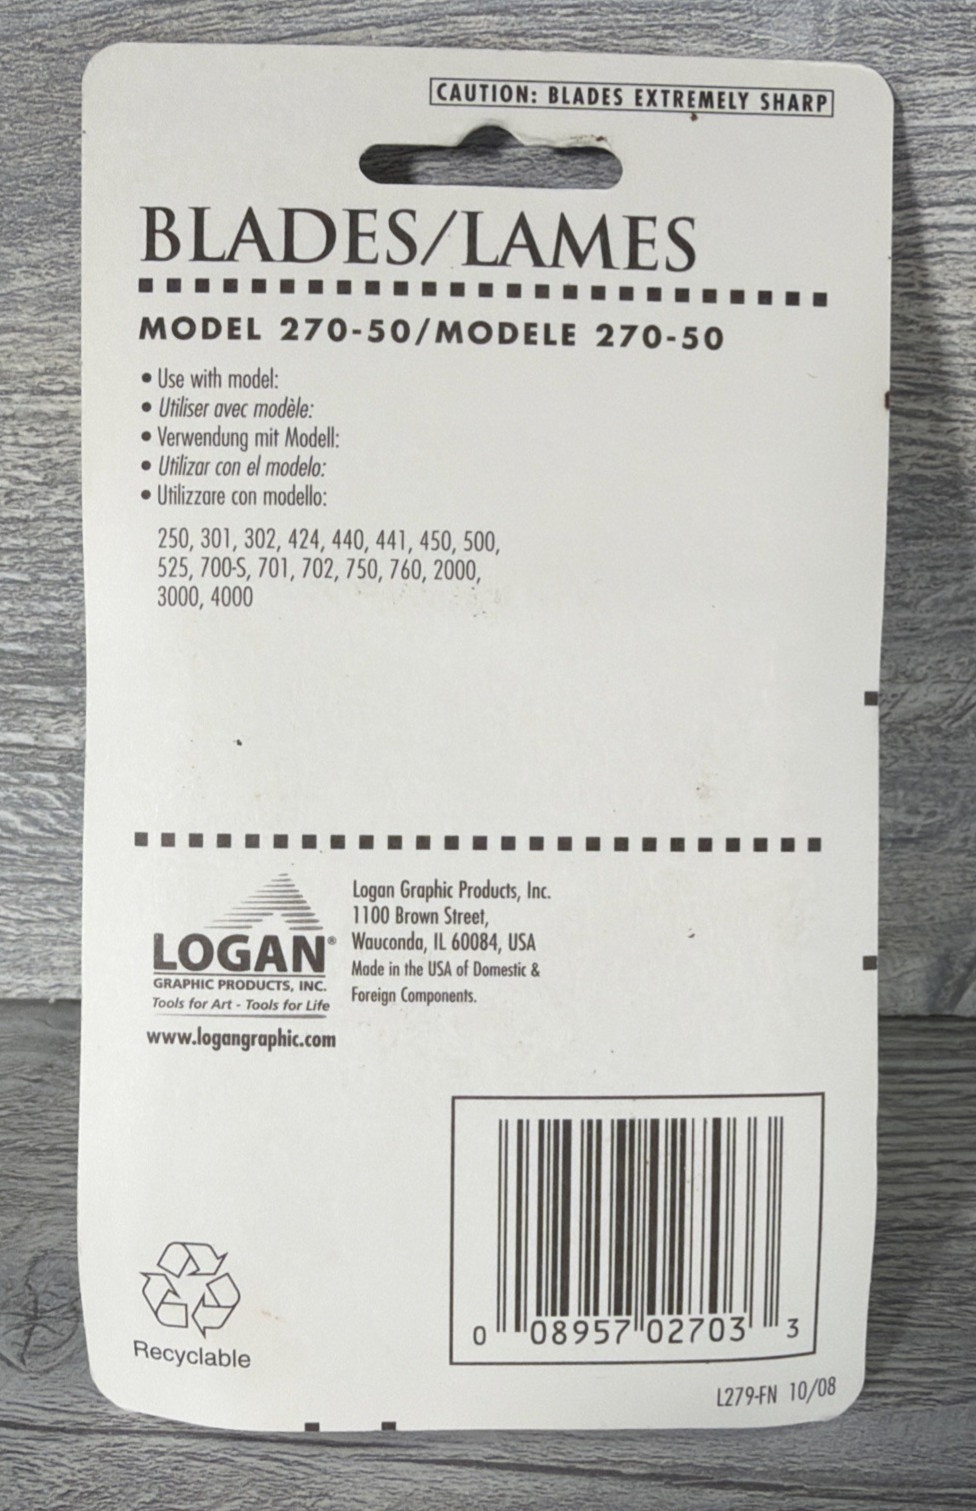 CAUTION: BLADES EXTREMELY SHARP
BLADES/LAMES
MODEL 270-50/MODELE 270-50
• Use with model:
• Utiliser avec modèle:
• Verwendung mit Modell:
• Utilizar con el modelo:
• Utilizzare con modello:
250, 301, 302, 424, 440, 441, 450, 500,
525, 700-S, 701, 702, 750, 760, 2000,
3000, 4000
LOGAN®
GRAPHIC PRODUCTS, INC.
Tools for Art - Tools for Life
www.logangraphic.com
Logan Graphic Products, Inc.
1100 Brown Street,
Wauconda, IL 60084, USA
Made in the USA of Domestic &
Foreign Components.
Recyclable
0 08957 02703 3
L279-FN 10/08